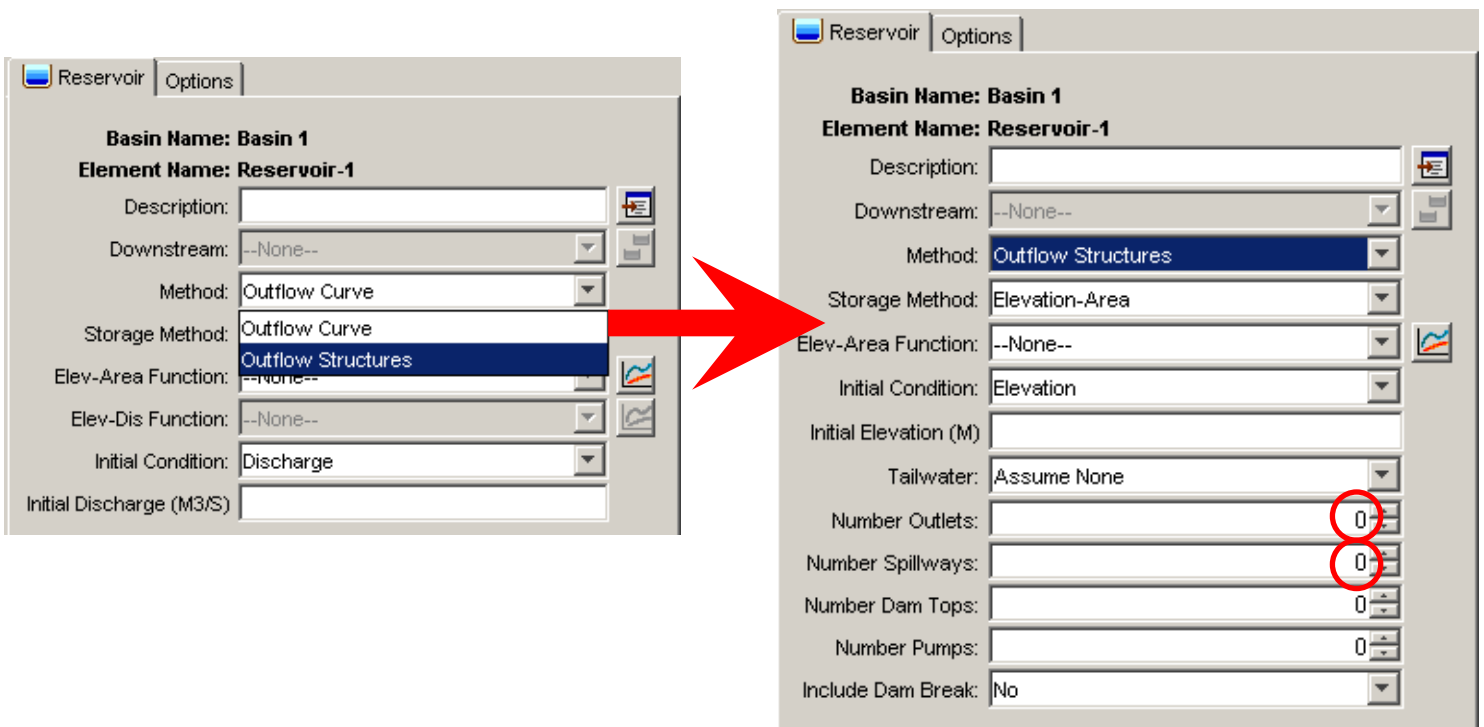 Reservoir Options
Basin Name: Basin 1
Element Name: Reservoir-1
Description:
Downstream: --None--
Method: Outflow Curve
Outflow Curve
Storage Method:
Outflow Structures
Elev-Area Function: --None--
Elev-Dis Function: --None--
Initial Condition: Discharge
Initial Discharge (M3/S)
Reservoir Options
Basin Name: Basin 1
Element Name: Reservoir-1
Description:
Downstream: --None--
Method: Outflow Structures
Storage Method: Elevation-Area
Elev-Area Function: --None--
Initial Condition: Elevation
Initial Elevation (M)
Tailwater: Assume None
Number Outlets: 0
Number Spillways: 0
Number Dam Tops: 0
Number Pumps: 0
Include Dam Break: No